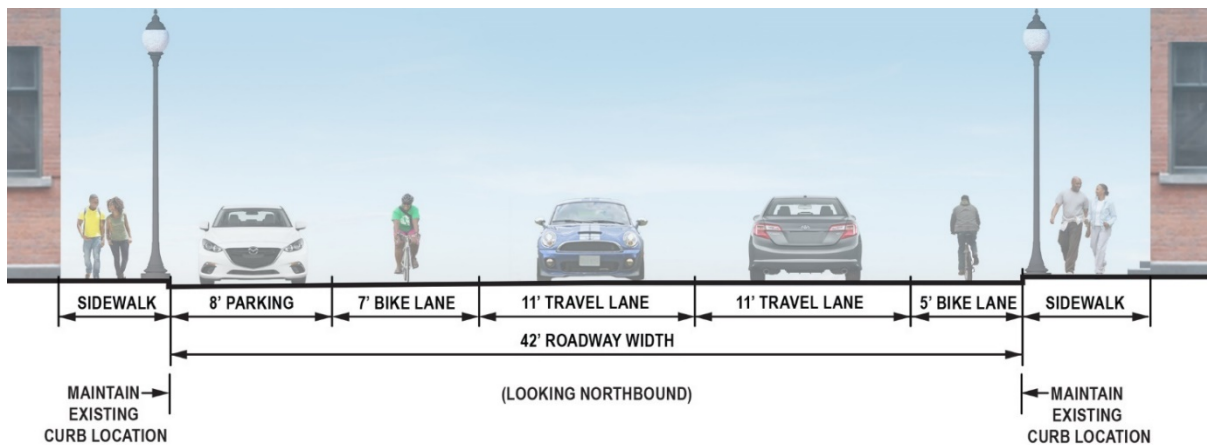 SIDEWALK
8’ PARKING
7’ BIKE LANE
11’ TRAVEL LANE
11’ TRAVEL LANE
5’ BIKE LANE
SIDEWALK
42’ ROADWAY WIDTH
MAINTAIN
EXISTING
CURB LOCATION
(LOOKING NORTHBOUND)
MAINTAIN
EXISTING
CURB LOCATION